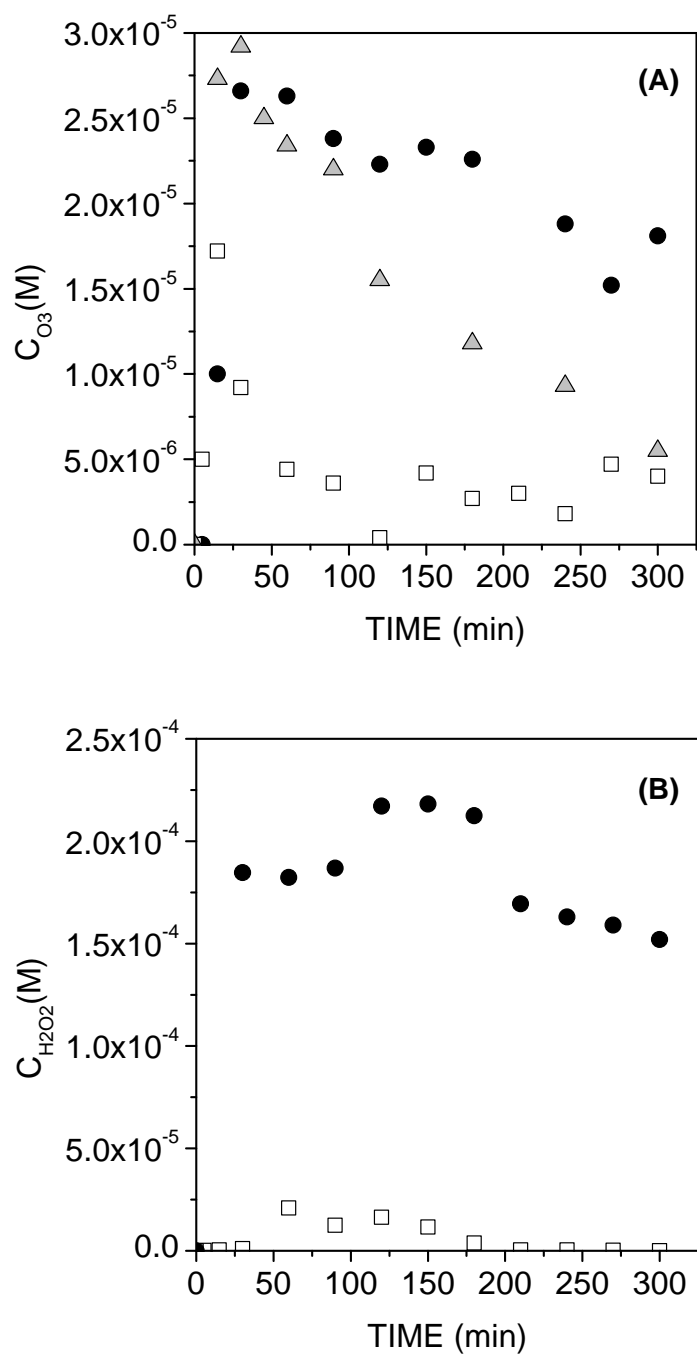 3.0x10⁻⁵
(A)
2.5x10⁻⁵
2.0x10⁻⁵
1.5x10⁻⁵
1.0x10⁻⁵
5.0x10⁻⁶
0.0
C_O3(M)
0 50 100 150 200 250 300
TIME (min)
2.5x10⁻⁴
(B)
2.0x10⁻⁴
1.5x10⁻⁴
1.0x10⁻⁴
5.0x10⁻⁵
0.0
C_H2O2(M)
0 50 100 150 200 250 300
TIME (min)